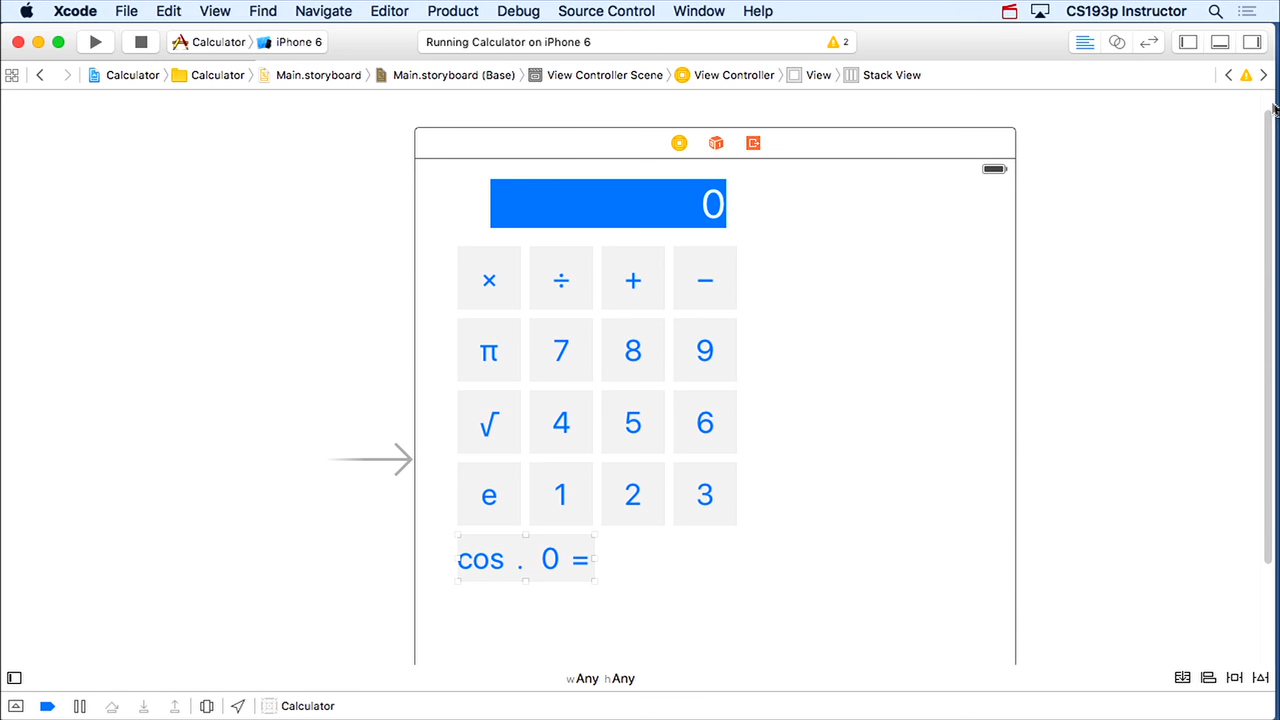 Xcode File Edit View Find Navigate Editor Product Debug Source Control Window Help CS193p Instructor
Calculator iPhone 6 Running Calculator on iPhone 6 2
Calculator Calculator Main.storyboard Main.storyboard (Base) View Controller Scene View Controller View Stack View
0
× ÷ + −
π 7 8 9
√ 4 5 6
e 1 2 3
cos . 0 =
wAny hAny
Calculator